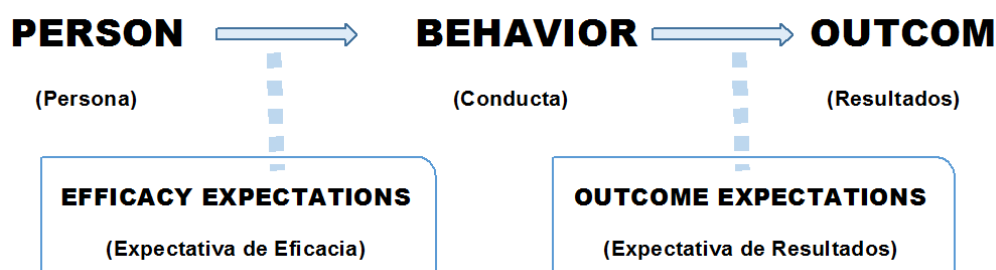 PERSON BEHAVIOR OUTCOM
(Persona) (Conducta) (Resultados)
EFFICACY EXPECTATIONS OUTCOME EXPECTATIONS
(Expectativa de Eficacia) (Expectativa de Resultados)